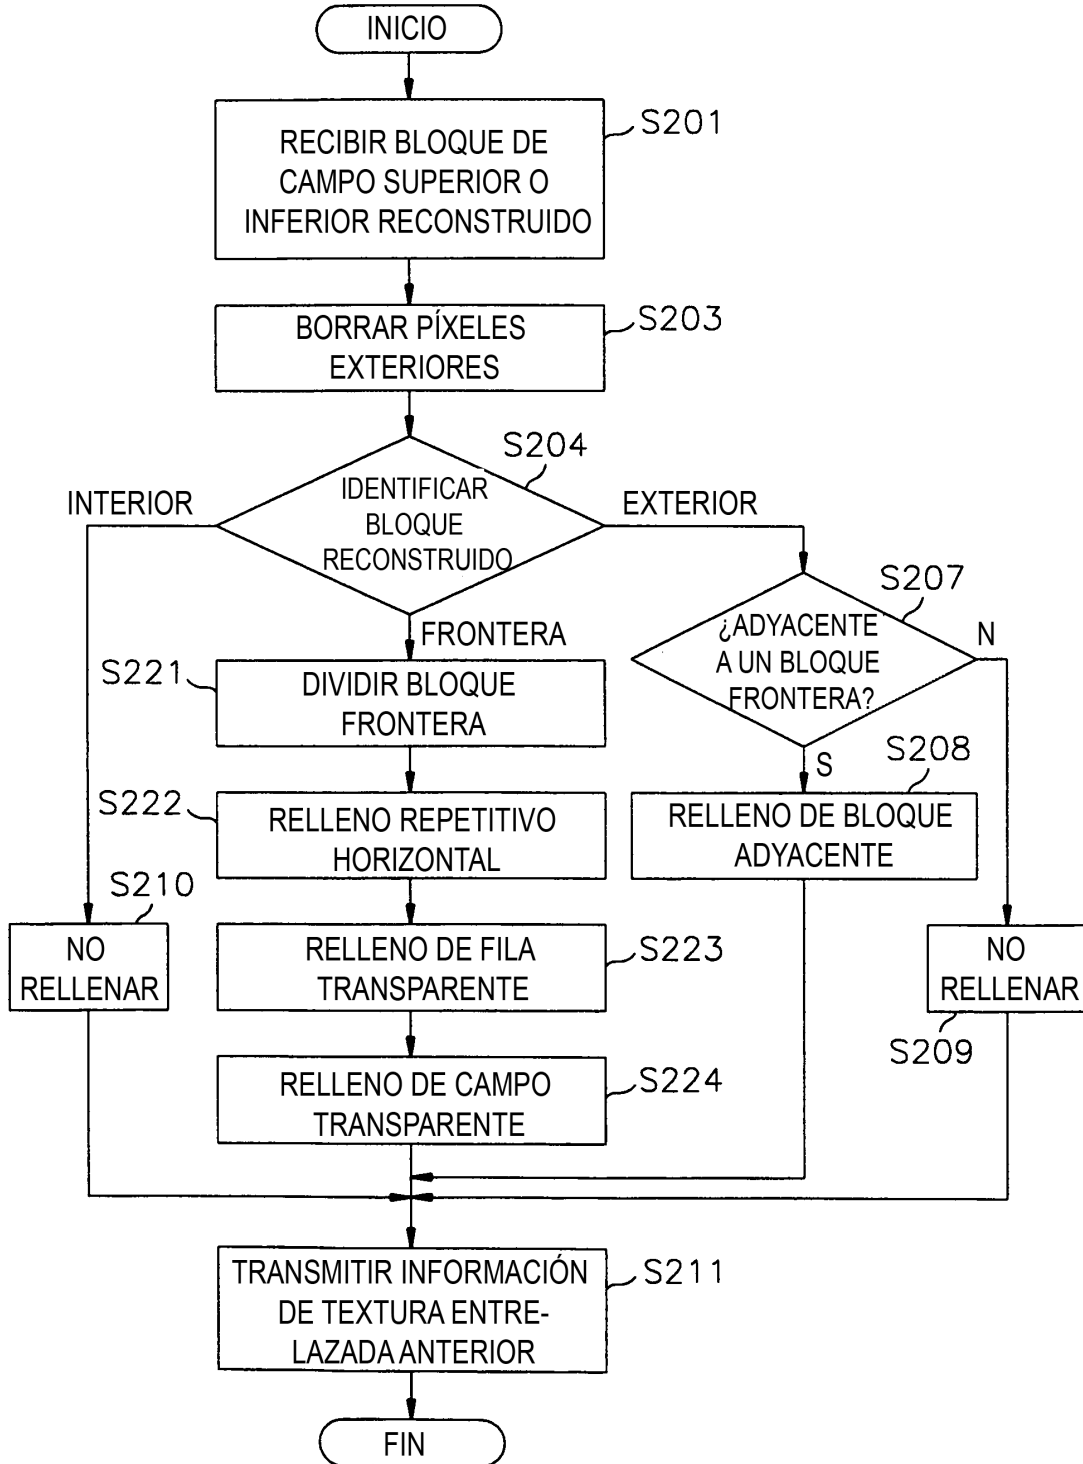 INICIO
S201
RECIBIR BLOQUE DE
CAMPO SUPERIOR O
INFERIOR RECONSTRUIDO
S203
BORRAR PÍXELES
EXTERIORES
S204
INTERIOR
IDENTIFICAR
BLOQUE
RECONSTRUIDO
EXTERIOR
FRONTERA
S207
¿ADYACENTE
A UN BLOQUE
FRONTERA?
N
S
S221
DIVIDIR BLOQUE
FRONTERA
S222
RELLENO REPETITIVO
HORIZONTAL
S208
RELLENO DE BLOQUE
ADYACENTE
S210
NO
RELLENAR
RELLENO DE FILA
TRANSPARENTE
S223
NO
RELLENAR
S209
RELLENO DE CAMPO
TRANSPARENTE
S224
TRANSMITIR INFORMACIÓN
DE TEXTURA ENTRE-
LAZADA ANTERIOR
S211
FIN